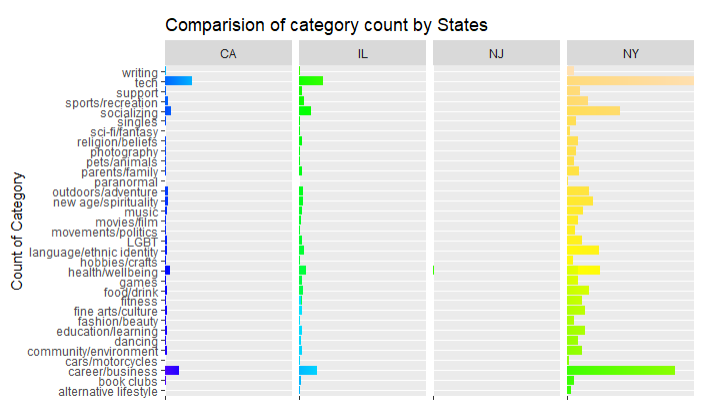 Comparision of category count by States
CA
IL
NJ
NY
Count of Category
writing
tech
support
sports/recreation
socializing
singles
sci-fi/fantasy
religion/beliefs
photography
pets/animals
parents/family
paranormal
outdoors/adventure
new age/spirituality
music
movies/film
movements/politics
LGBT
language/ethnic identity
hobbies/crafts
health/wellbeing
games
food/drink
fitness
fine arts/culture
fashion/beauty
education/learning
dancing
community/environment
cars/motorcycles
career/business
book clubs
alternative lifestyle